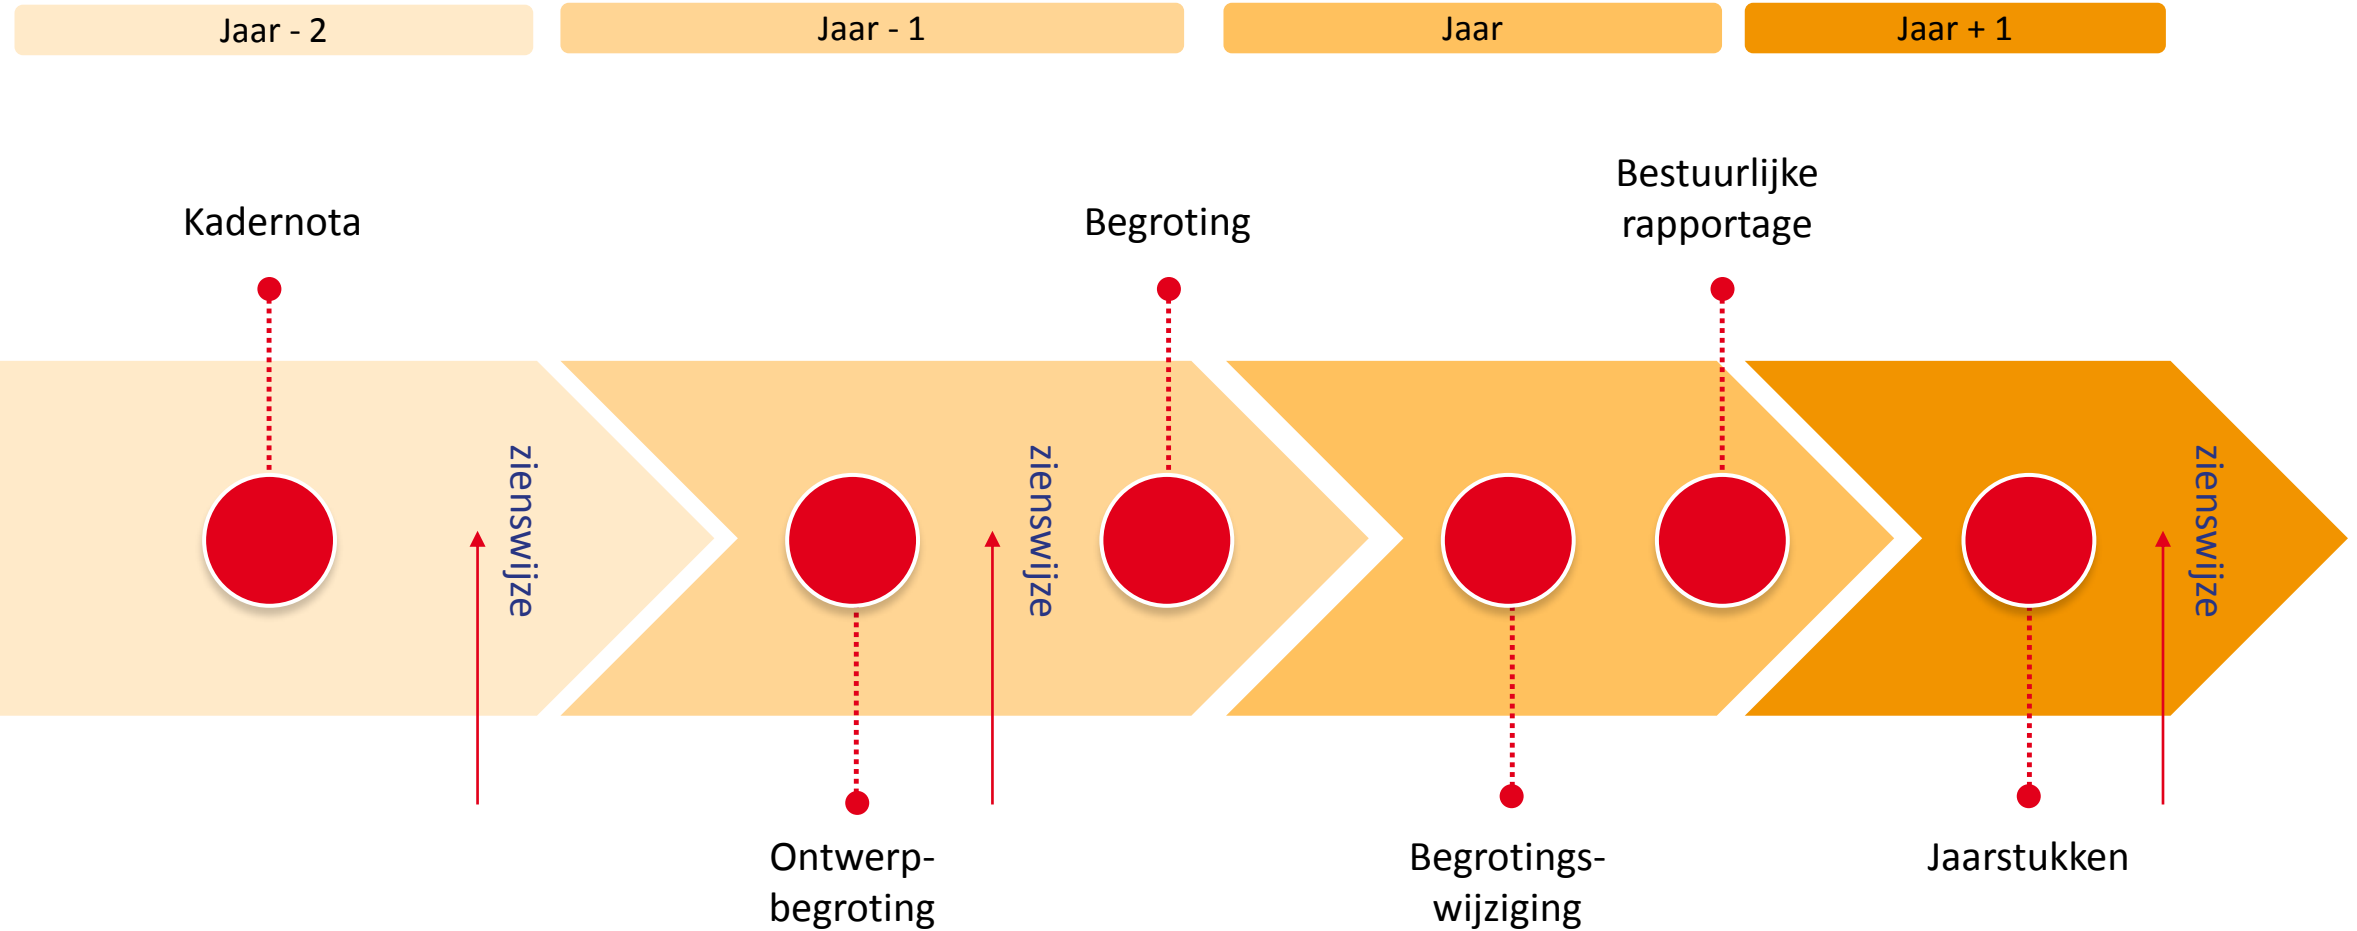 Jaar - 2
Jaar - 1
Jaar
Jaar + 1
Kadernota
Begroting
Bestuurlijke
rapportage
zienswijze
zienswijze
zienswijze
Ontwerp-
begroting
Begrotings-
wijziging
Jaarstukken